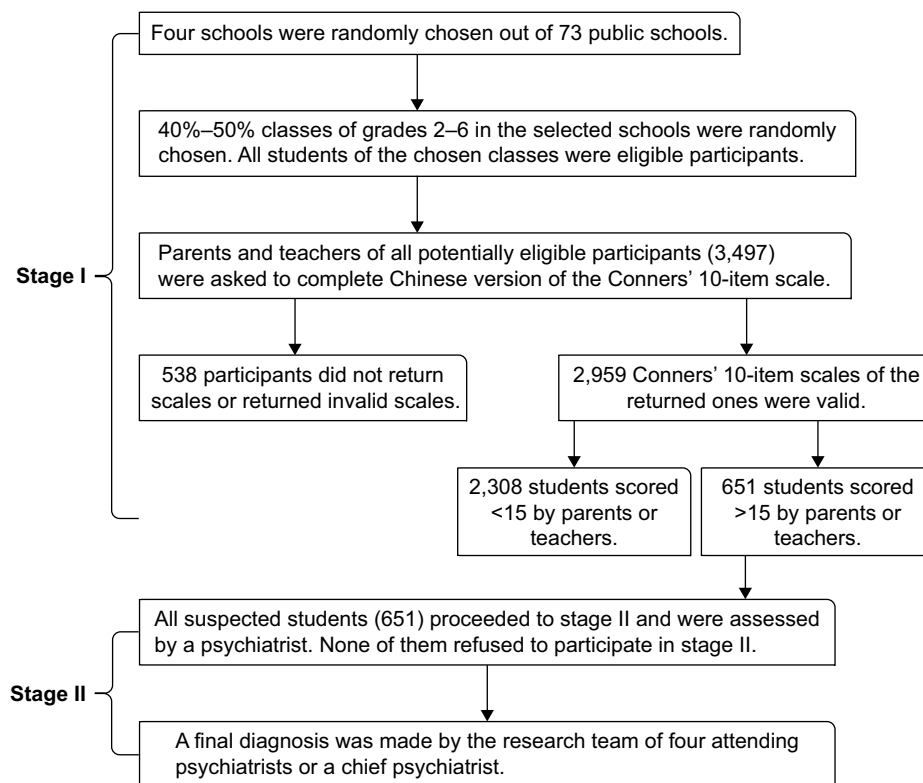 Four schools were randomly chosen out of 73 public schools.
40%–50% classes of grades 2–6 in the selected schools were randomly
chosen. All students of the chosen classes were eligible participants.
Stage I
Parents and teachers of all potentially eligible participants (3,497)
were asked to complete Chinese version of the Conners’ 10-item scale.
538 participants did not return
scales or returned invalid scales.
2,959 Conners’ 10-item scales of the
returned ones were valid.
2,308 students scored
<15 by parents or
teachers.
651 students scored
>15 by parents or
teachers.
Stage II
All suspected students (651) proceeded to stage II and were assessed
by a psychiatrist. None of them refused to participate in stage II.
A final diagnosis was made by the research team of four attending
psychiatrists or a chief psychiatrist.